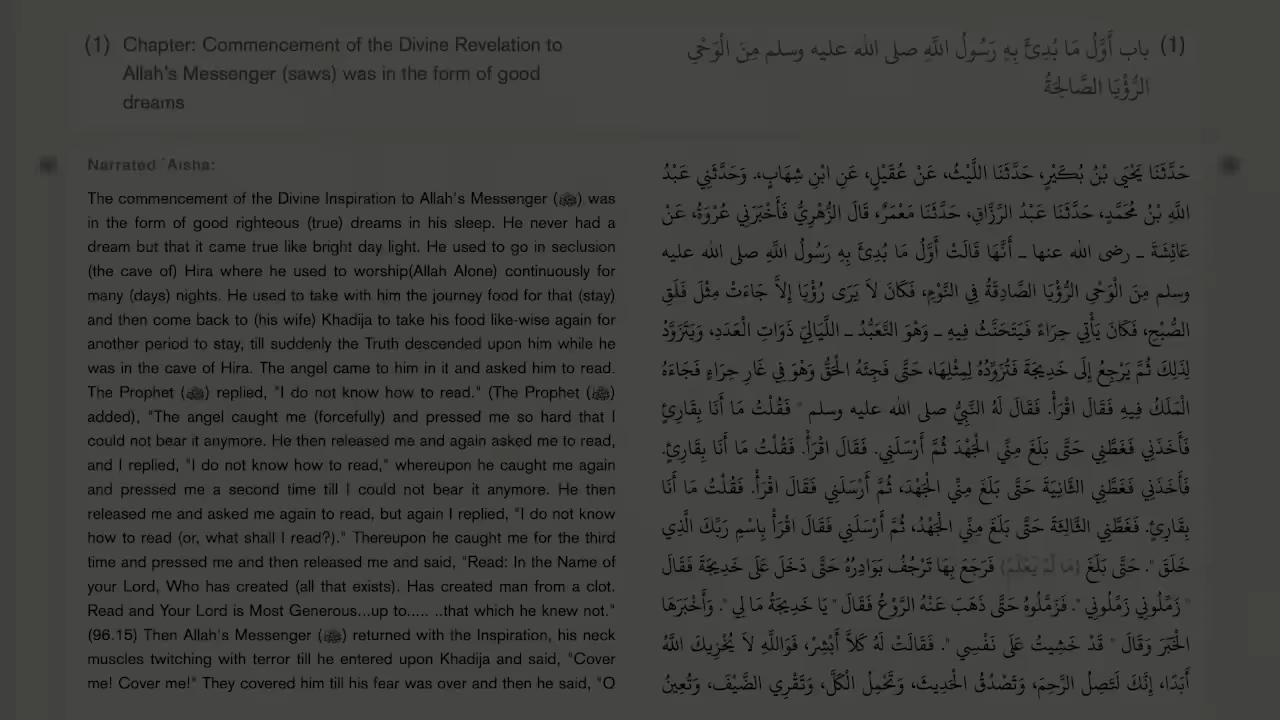 (1) Chapter: Commencement of the Divine Revelation to
Allah's Messenger (saws) was in the form of good
dreams
(1) باب أَوَّلُ مَا بُدِئَ بِهِ رَسُولُ اللَّهِ صلى الله عليه وسلم مِنَ الْوَحْىِ
الرُّؤْيَا الصَّالِحَةُ
Narrated `Aisha:
The commencement of the Divine Inspiration to Allah's Messenger (ﷺ) was
in the form of good righteous (true) dreams in his sleep. He never had a
dream but that it came true like bright day light. He used to go in seclusion
(the cave of) Hira where he used to worship(Allah Alone) continuously for
many (days) nights. He used to take with him the journey food for that (stay)
and then come back to (his wife) Khadija to take his food like-wise again for
another period to stay, till suddenly the Truth descended upon him while he
was in the cave of Hira. The angel came to him in it and asked him to read.
The Prophet (ﷺ) replied, "I do not know how to read." (The Prophet (ﷺ)
added), "The angel caught me (forcefully) and pressed me so hard that I
could not bear it anymore. He then released me and again asked me to read,
and I replied, "I do not know how to read," whereupon he caught me again
and pressed me a second time till I could not bear it anymore. He then
released me and asked me again to read, but again I replied, "I do not know
how to read (or, what shall I read?)." Thereupon he caught me for the third
time and pressed me and then released me and said, "Read: In the Name of
your Lord, Who has created (all that exists). Has created man from a clot.
Read and Your Lord is Most Generous...up to..... ..that which he knew not."
(96.15) Then Allah's Messenger (ﷺ) returned with the Inspiration, his neck
muscles twitching with terror till he entered upon Khadija and said, "Cover
me! Cover me!" They covered him till his fear was over and then he said, "O
حَدَّثَنَا يَحْيَى بْنُ بُكَيْرٍ، حَدَّثَنَا اللَّيْثُ، عَنْ عُقَيْلٍ، عَنِ ابْنِ شِهَابٍ،. وَحَدَّثَنِي عَبْدُ
اللَّهِ بْنُ مُحَمَّدٍ، حَدَّثَنَا عَبْدُ الرَّزَّاقِ، حَدَّثَنَا مَعْمَرٌ، قَالَ الزُّهْرِيُّ فَأَخْبَرَنِي عُرْوَةُ، عَنْ
عَائِشَةَ ـ رضى الله عنها ـ أَنَّهَا قَالَتْ أَوَّلُ مَا بُدِئَ بِهِ رَسُولُ اللَّهِ صلى الله عليه
وسلم مِنَ الْوَحْىِ الرُّؤْيَا الصَّادِقَةُ فِي النَّوْمِ، فَكَانَ لاَ يَرَى رُؤْيَا إِلاَّ جَاءَتْ مِثْلَ فَلَقِ
الصُّبْحِ، فَكَانَ يَأْتِي حِرَاءً فَيَتَحَنَّثُ فِيهِ ـ وَهْوَ التَّعَبُّدُ ـ اللَّيَالِيَ ذَوَاتِ الْعَدَدِ، وَيَتَزَوَّدُ
لِذَلِكَ ثُمَّ يَرْجِعُ إِلَى خَدِيجَةَ فَتُزَوِّدُهُ لِمِثْلِهَا، حَتَّى فَجِئَهُ الْحَقُّ وَهْوَ فِي غَارِ حِرَاءٍ فَجَاءَهُ
الْمَلَكُ فِيهِ فَقَالَ اقْرَأْ. فَقَالَ لَهُ النَّبِيُّ صلى الله عليه وسلم " فَقُلْتُ مَا أَنَا بِقَارِئٍ
فَأَخَذَنِي فَغَطَّنِي حَتَّى بَلَغَ مِنِّي الْجَهْدَ ثُمَّ أَرْسَلَنِي. فَقَالَ اقْرَأْ. فَقُلْتُ مَا أَنَا بِقَارِئٍ.
فَأَخَذَنِي فَغَطَّنِي الثَّانِيَةَ حَتَّى بَلَغَ مِنِّي الْجَهْدَ، ثُمَّ أَرْسَلَنِي فَقَالَ اقْرَأْ. فَقُلْتُ مَا أَنَا
بِقَارِئٍ. فَغَطَّنِي الثَّالِثَةَ حَتَّى بَلَغَ مِنِّي الْجَهْدُ، ثُمَّ أَرْسَلَنِي فَقَالَ اقْرَأْ بِاسْمِ رَبِّكَ الَّذِي
خَلَقَ ". حَتَّى بَلَغَ {مَا لَمْ يَعْلَمْ} فَرَجَعَ بِهَا تَرْجُفُ بَوَادِرُهُ حَتَّى دَخَلَ عَلَى خَدِيجَةَ فَقَالَ
" زَمِّلُونِي زَمِّلُونِي ". فَزَمَّلُوهُ حَتَّى ذَهَبَ عَنْهُ الرَّوْعُ فَقَالَ " يَا خَدِيجَةُ مَا لِي ". وَأَخْبَرَهَا
الْخَبَرَ وَقَالَ " قَدْ خَشِيتُ عَلَى نَفْسِي ". فَقَالَتْ لَهُ كَلاَّ أَبْشِرْ، فَوَاللَّهِ لاَ يُخْزِيكَ اللَّهُ
أَبَدًا، إِنَّكَ لَتَصِلُ الرَّحِمَ، وَتَصْدُقُ الْحَدِيثَ، وَتَحْمِلُ الْكَلَّ، وَتَقْرِي الضَّيْفَ، وَتُعِينُ